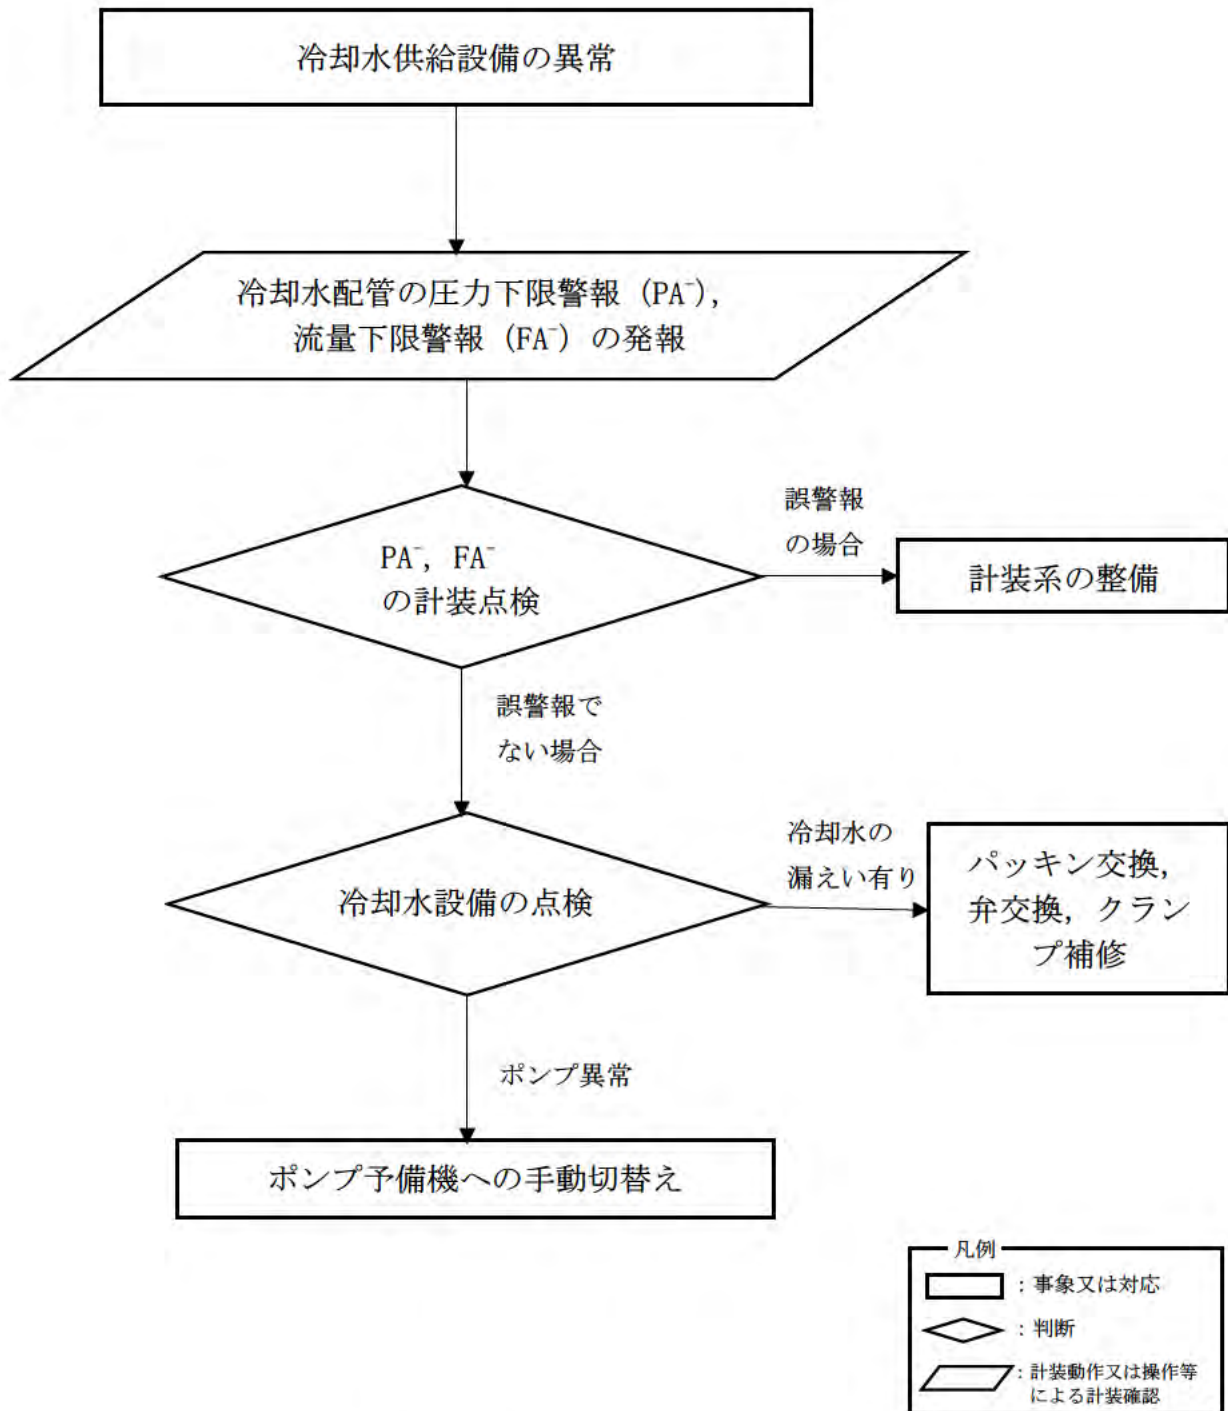 冷却水供給設備の異常
冷却水配管の圧力下限警報 (PA⁻),
流量下限警報 (FA⁻) の発報
誤警報
の場合
PA⁻, FA⁻
の計装点検
計装系の整備
誤警報で
ない場合
冷却水の
漏えい有り
冷却水設備の点検
パッキン交換,
弁交換, クラン
プ補修
ポンプ異常
ポンプ予備機への手動切替え
凡例
: 事象又は対応
: 判断
: 計装動作又は操作等
による計装確認